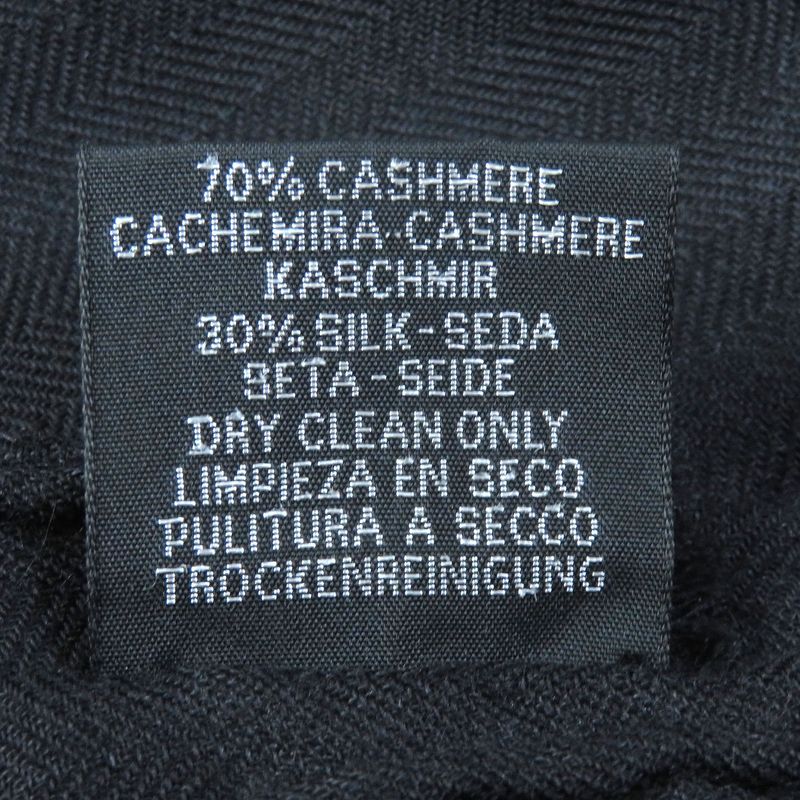 70% CASHMERE
CACHEMIRA-CASHMERE
KASCHMIR
30% SILK-SEDA
SETA-SEIDE
DRY CLEAN ONLY
LIMPIEZA EN SECO
PULITURA A SECCO
TROCKENREINIGUNG